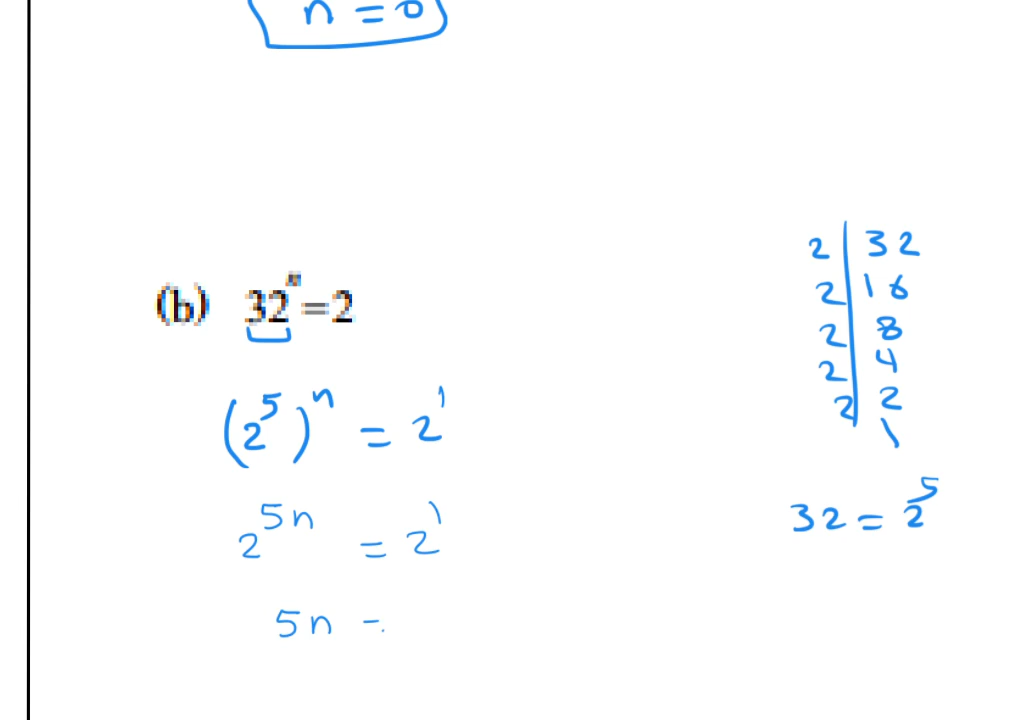 n = 0
(b) 32ⁿ=2
(2⁵)ⁿ = 2¹
2⁵ⁿ = 2¹
5n -
2 | 32
2 | 16
2 | 8
2 | 4
2 | 2
1
32 = 2⁵